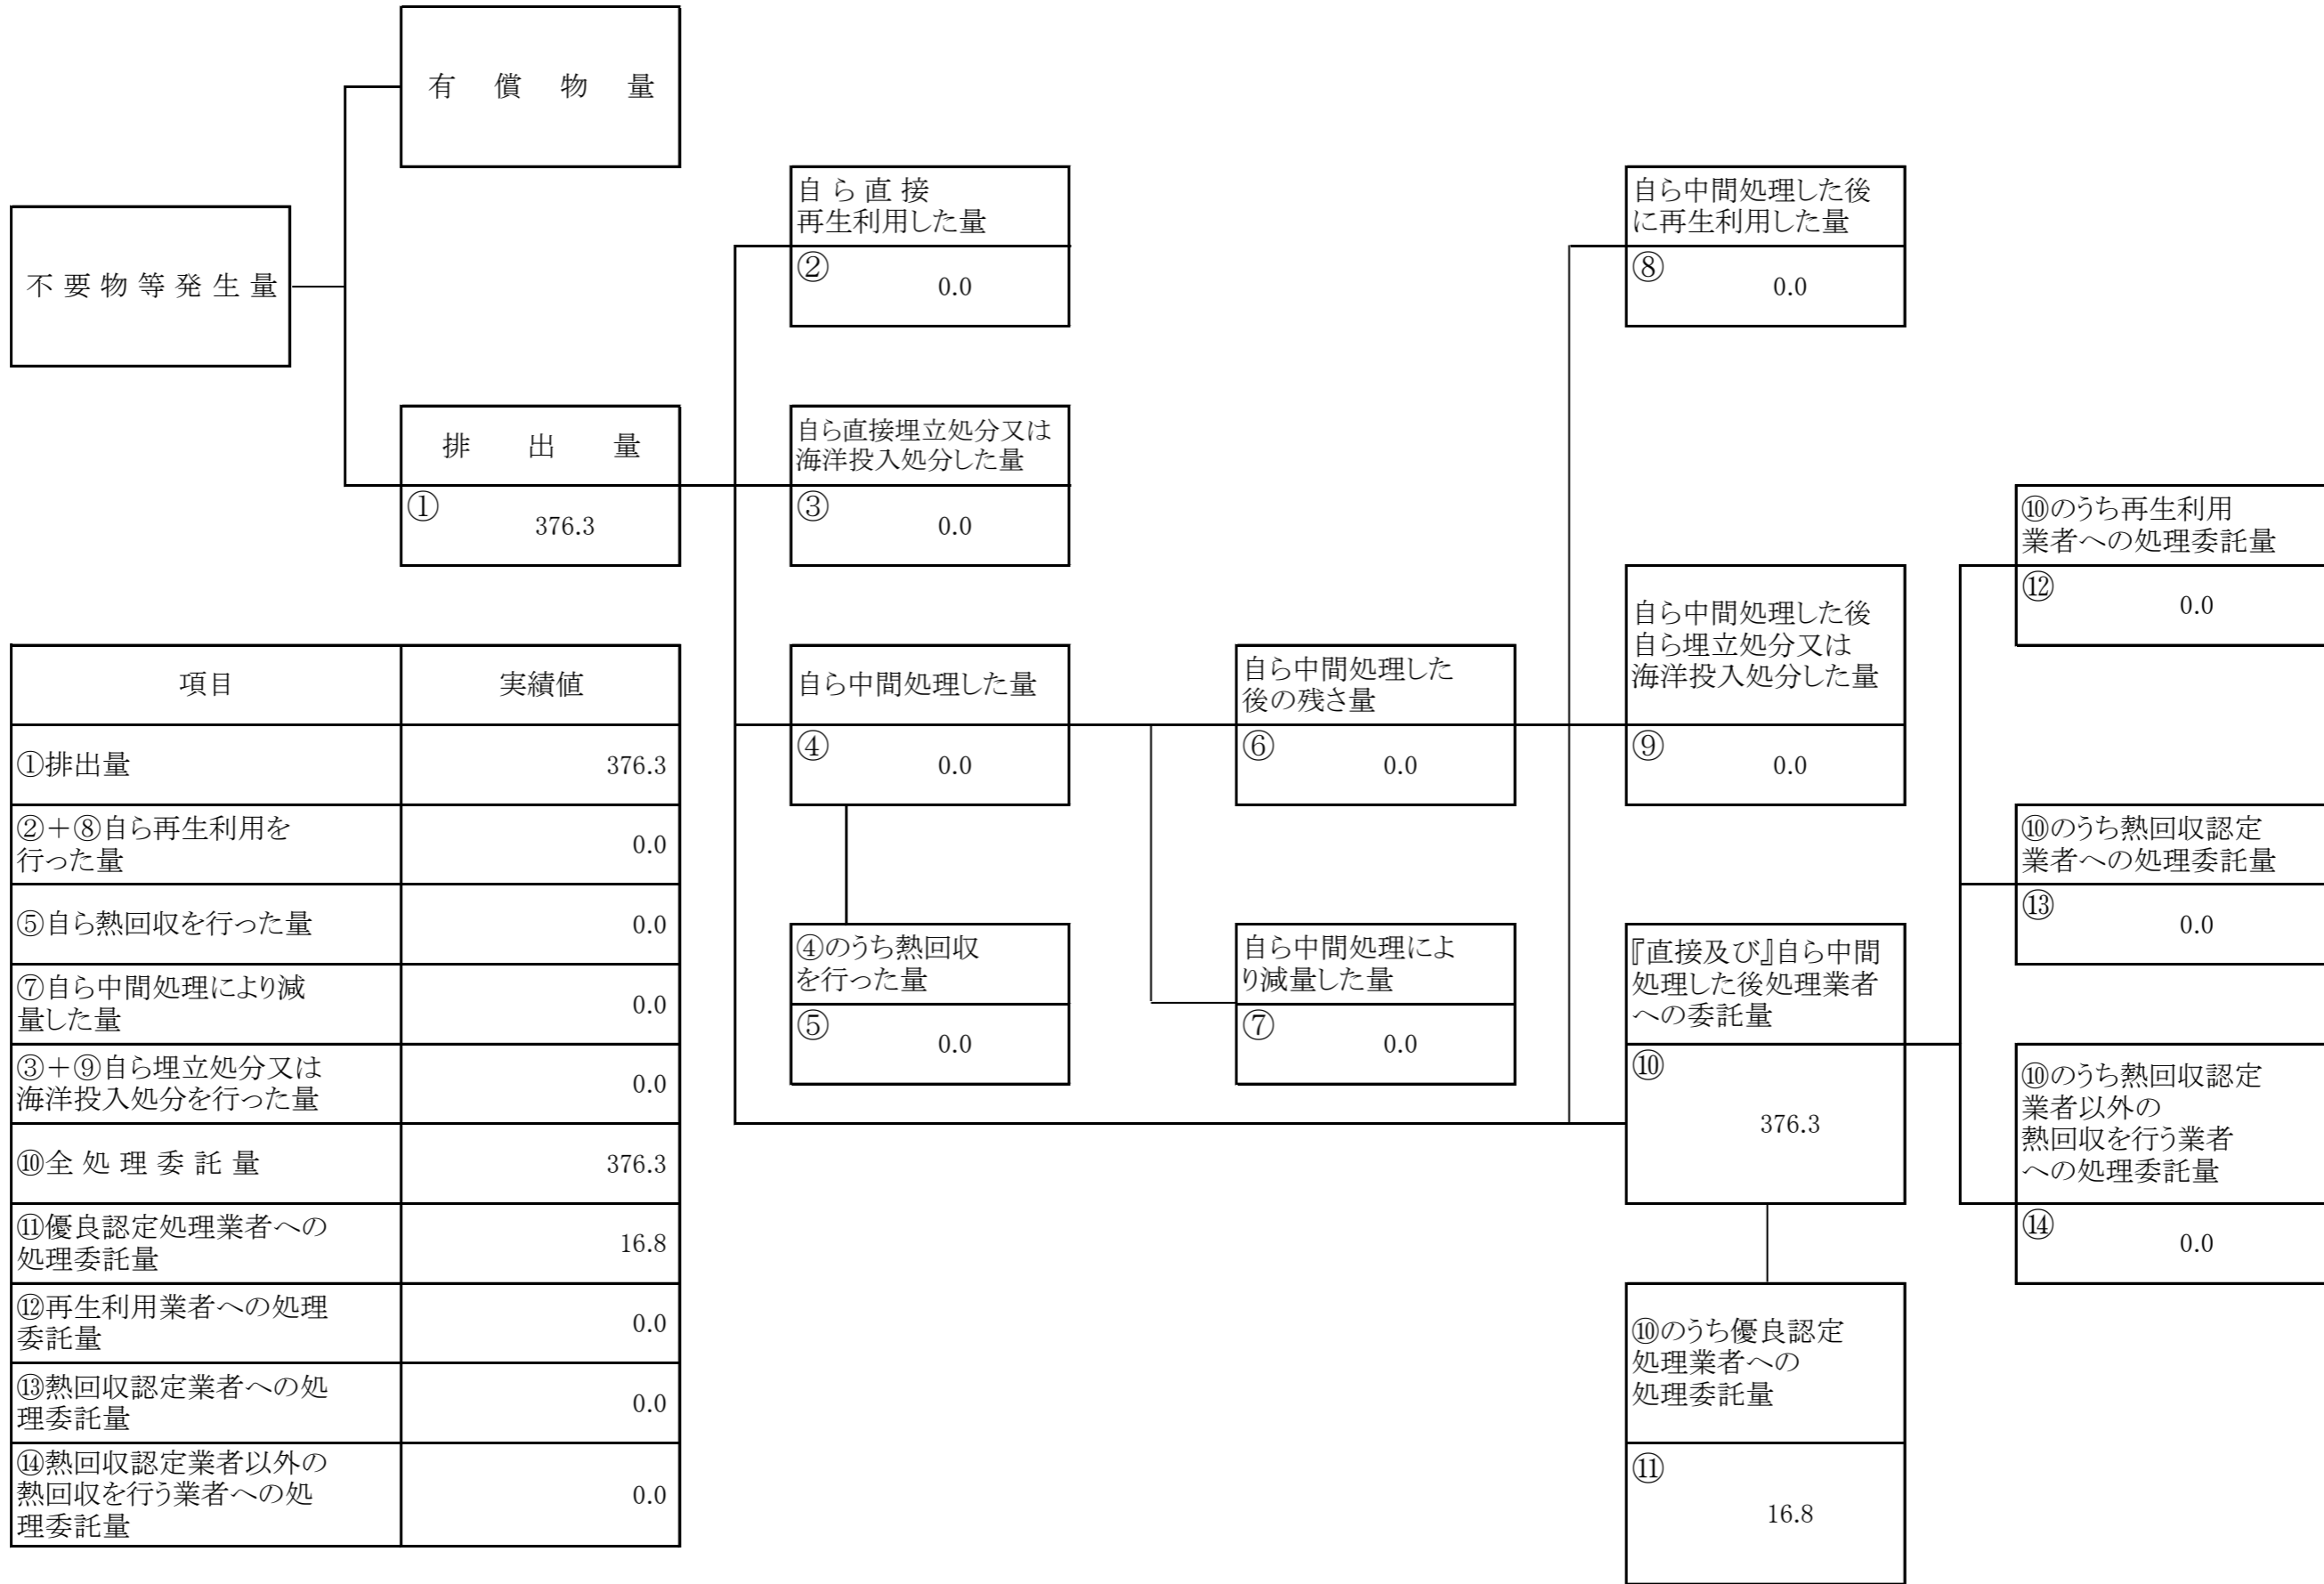 有 償 物 量
不 要 物 等 発 生 量
排 出 量
①
376.3
自 ら 直 接
再生利用した量
②
0.0
自ら直接埋立処分又は
海洋投入処分した量
③
0.0
自ら中間処理した量
④
0.0
④のうち熱回収
を行った量
⑤
0.0
自ら中間処理した
後の残さ量
⑥
0.0
自ら中間処理によ
り減量した量
⑦
0.0
自ら中間処理した後
に再生利用した量
⑧
0.0
自ら中間処理した後
自ら埋立処分又は
海洋投入処分した量
⑨
0.0
『直接及び』自ら中間
処理した後処理業者
への委託量
⑩
376.3
⑩のうち優良認定
処理業者への
処理委託量
⑪
16.8
⑩のうち再生利用
業者への処理委託量
⑫
0.0
⑩のうち熱回収認定
業者への処理委託量
⑬
0.0
⑩のうち熱回収認定
業者以外の
熱回収を行う業者
への処理委託量
⑭
0.0
項目 実績値
①排出量 376.3
②＋⑧自ら再生利用を
行った量 0.0
⑤自ら熱回収を行った量 0.0
⑦自ら中間処理により減
量した量 0.0
③＋⑨自ら埋立処分又は
海洋投入処分を行った量 0.0
⑩全 処 理 委 託 量 376.3
⑪優良認定処理業者への
処理委託量 16.8
⑫再生利用業者への処理
委託量 0.0
⑬熱回収認定業者への処
理委託量 0.0
⑭熱回収認定業者以外の
熱回収を行う業者への処
理委託量 0.0